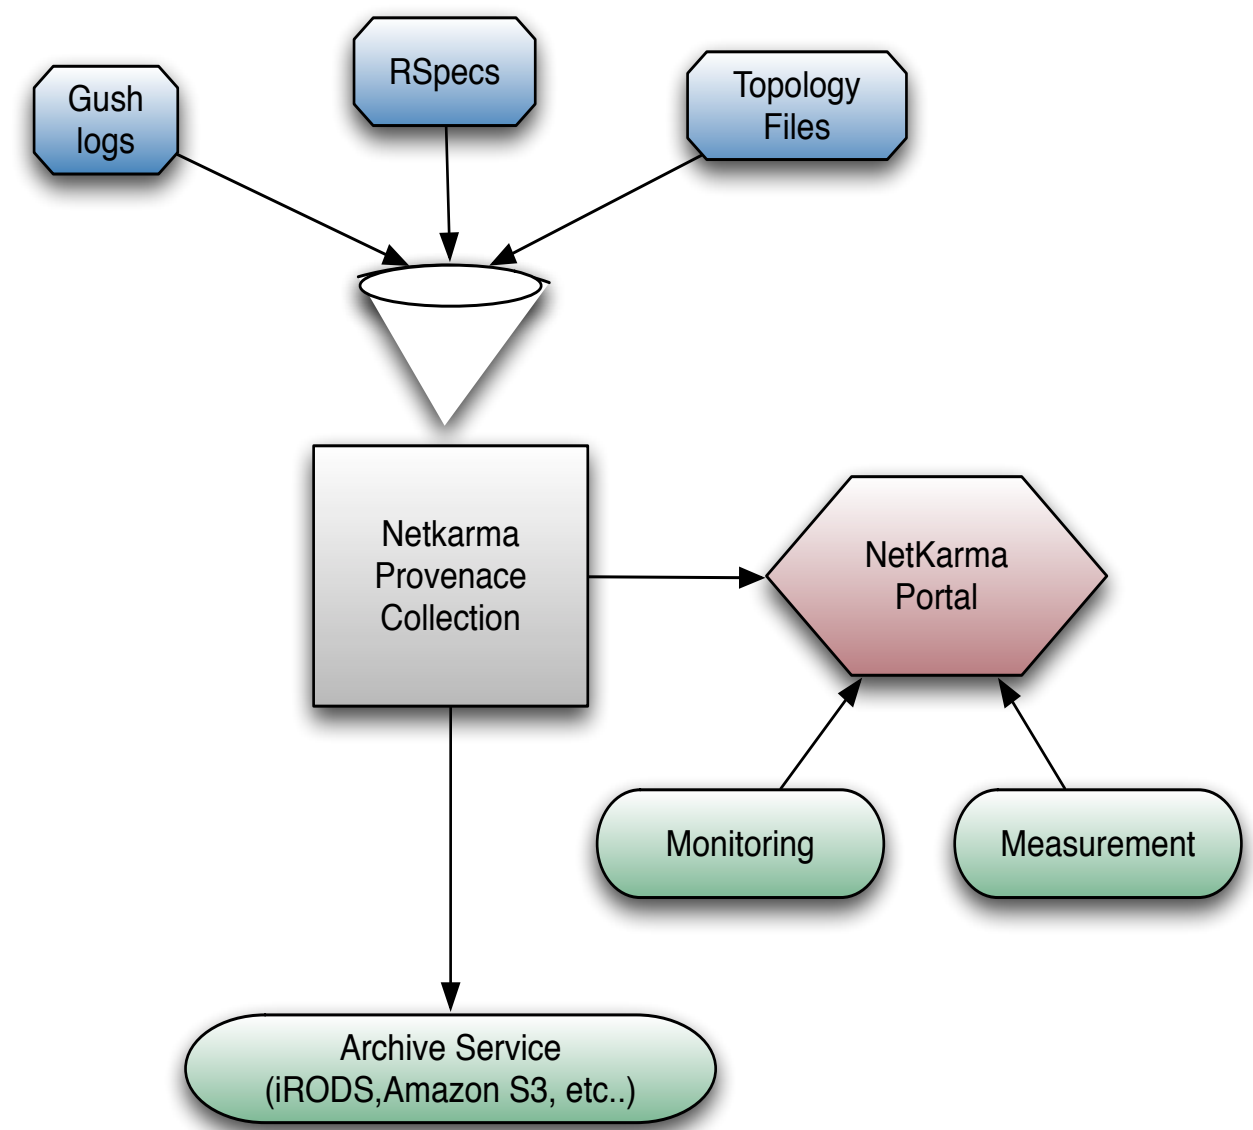 Gush
logs
RSpecs
Topology
Files
Netkarma
Provenace
Collection
NetKarma
Portal
Monitoring
Measurement
Archive Service
(iRODS,Amazon S3, etc..)